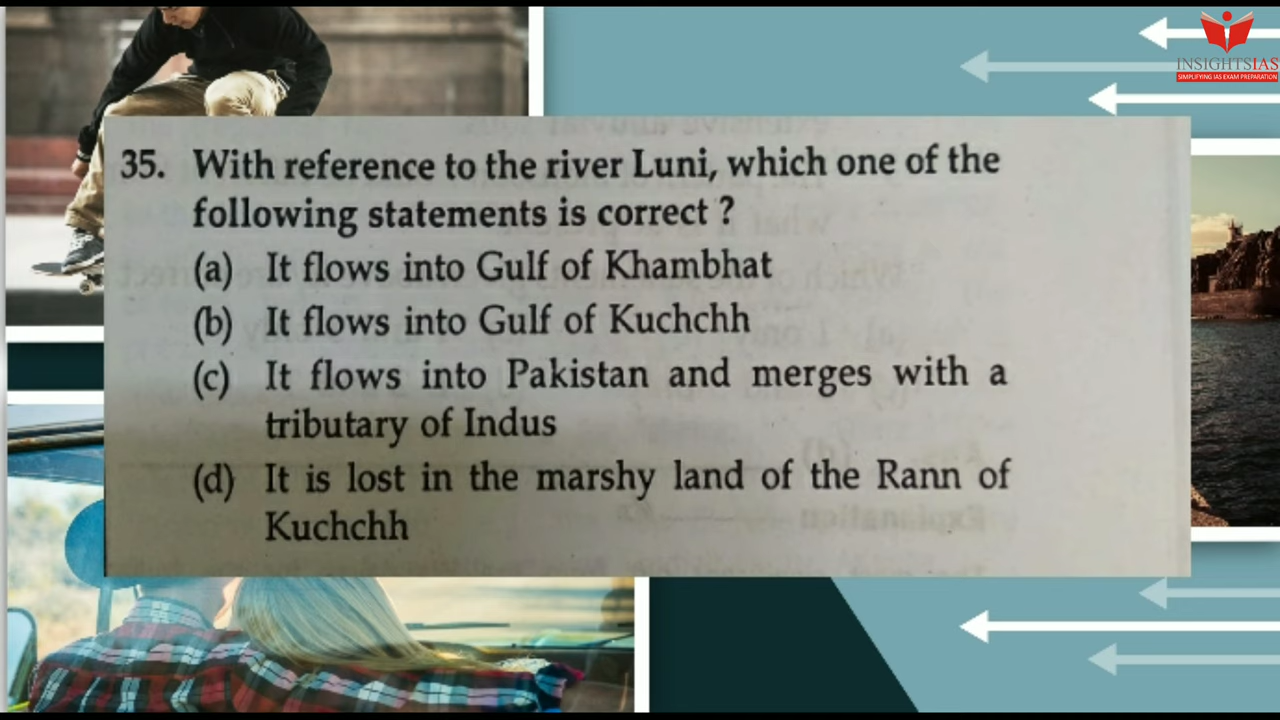 INSIGHTSIAS
SIMPLIFYING IAS EXAM PREPARATION
35. With reference to the river Luni, which one of the
following statements is correct ?
(a) It flows into Gulf of Khambhat
(b) It flows into Gulf of Kuchchh
(c) It flows into Pakistan and merges with a
tributary of Indus
(d) It is lost in the marshy land of the Rann of
Kuchchh